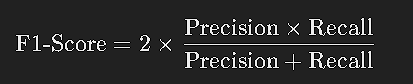 F1-Score = 2 × Precision × Recall / Precision + Recall